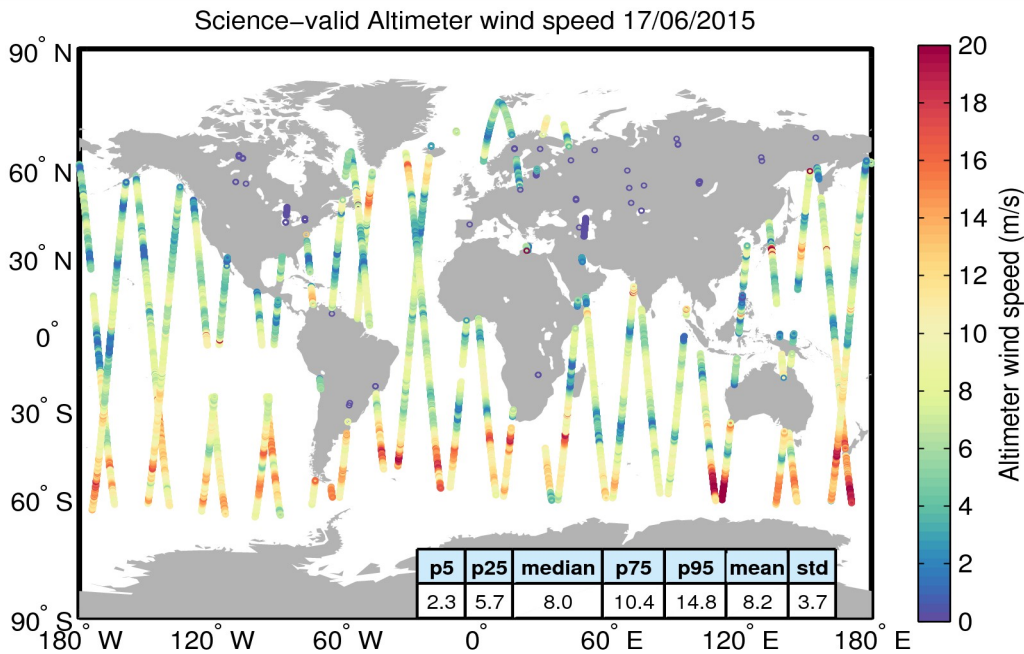 Science−valid Altimeter wind speed 17/06/2015
90° N
60° N
30° N
0°
30° S
60° S
90° S
180° W
120° W
60° W
0°
60° E
120° E
180° E
p5 p25 median p75 p95 mean std
2.3 5.7 8.0 10.4 14.8 8.2 3.7
20
18
16
14
12
10
8
6
4
2
0
Altimeter wind speed (m/s)